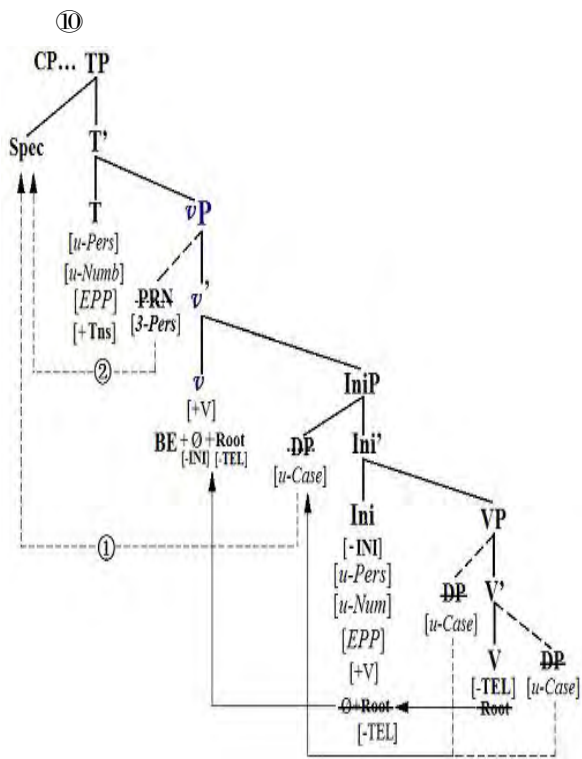 ⑩
CP... TP
Spec
T’
T
vP
[u-Pers]
[u-Numb]
[EPP]
[+Tns]
PRN
[3-Pers]
v’
②
v
[+V]
BE + Ø + Root
[-INI] [-TEL]
IniP
DP
[u-Case]
Ini’
①
Ini
[-INI]
[u-Pers]
[u-Num]
[EPP]
[+V]
Ø+Root
[-TEL]
VP
DP
[u-Case]
V’
V
[-TEL]
Root
DP
[u-Case]